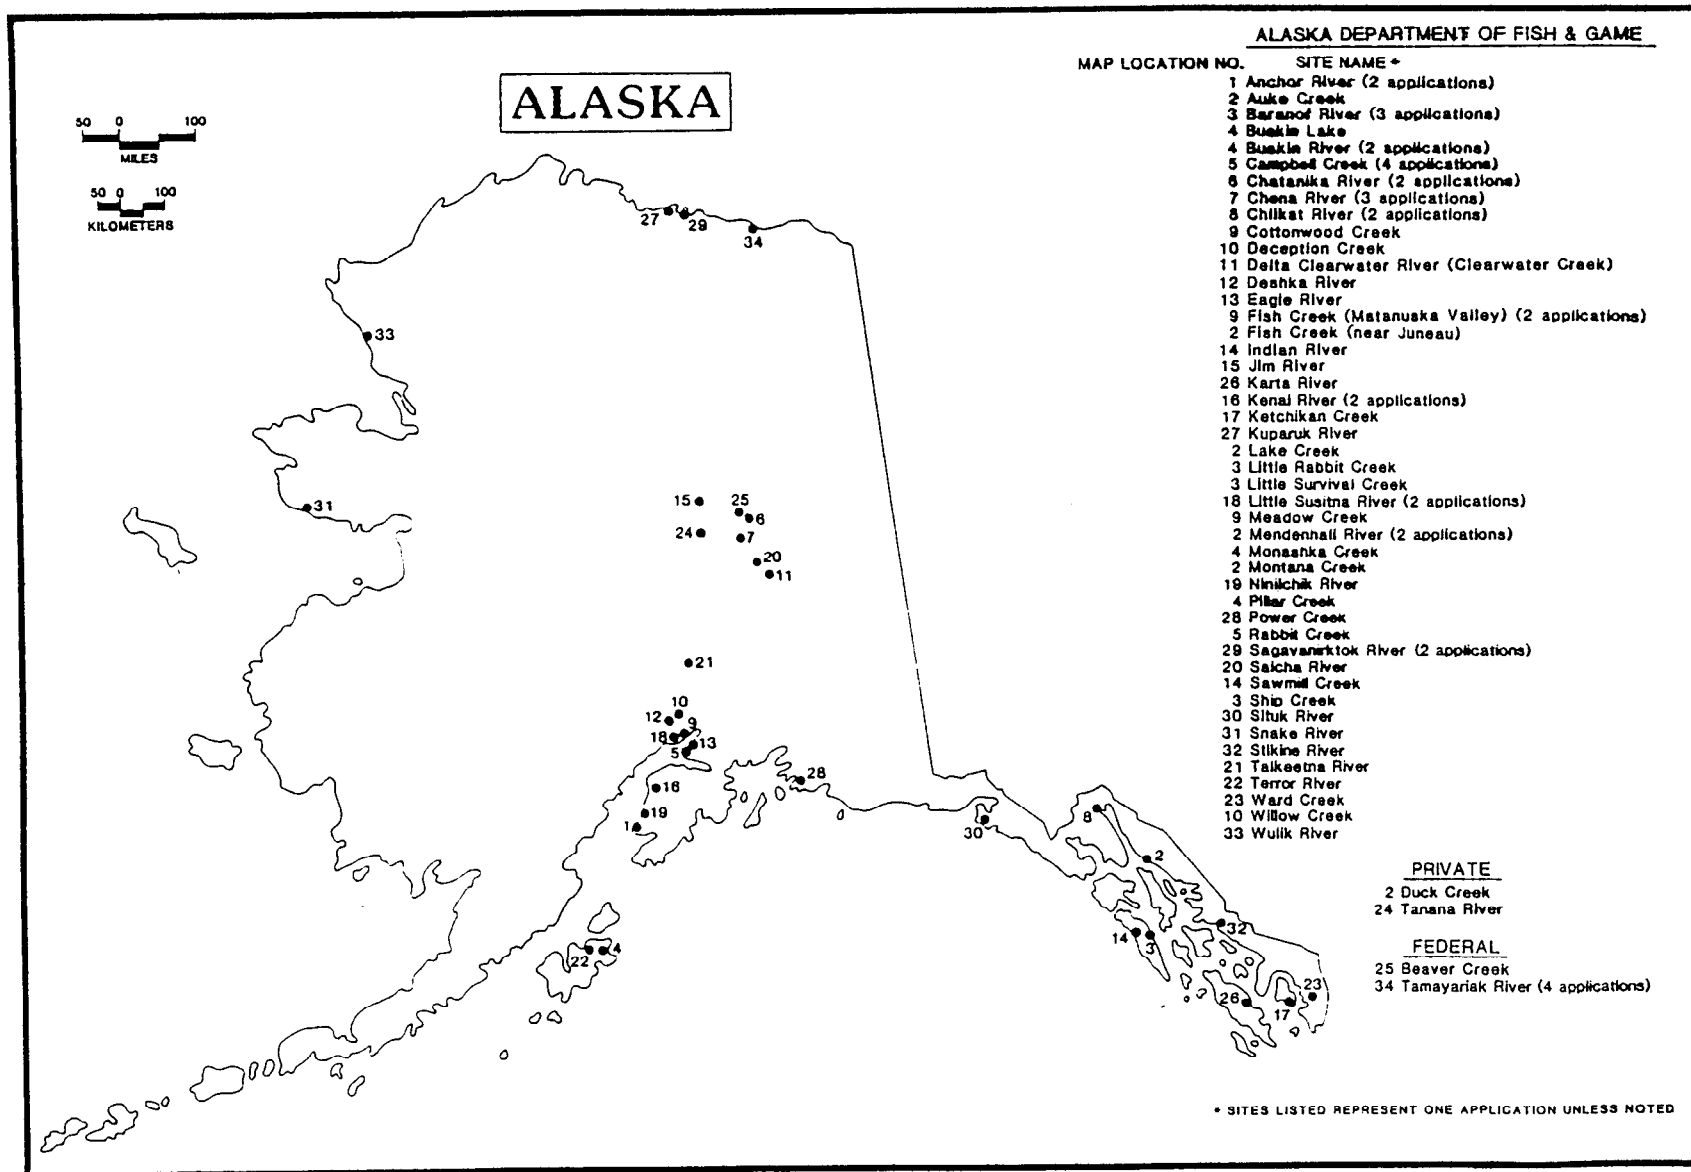 ALASKA DEPARTMENT OF FISH & GAME
MAP LOCATION NO. SITE NAME *
1 Anchor River (2 applications)
2 Auke Creek
3 Baranof River (3 applications)
4 Buskin Lake
4 Buskin River (2 applications)
5 Campbell Creek (4 applications)
6 Chatanika River (2 applications)
7 Chena River (3 applications)
8 Chilkat River (2 applications)
9 Cottonwood Creek
10 Deception Creek
11 Delta Clearwater River (Clearwater Creek)
12 Deshka River
13 Eagle River
9 Fish Creek (Matanuska Valley) (2 applications)
2 Fish Creek (near Juneau)
14 Indian River
15 Jim River
26 Karta River
16 Kenai River (2 applications)
17 Ketchikan Creek
27 Kuparuk River
2 Lake Creek
3 Little Rabbit Creek
3 Little Survival Creek
18 Little Susitna River (2 applications)
9 Meadow Creek
2 Mendenhall River (2 applications)
4 Monashka Creek
2 Montana Creek
19 Ninilchik River
4 Pillar Creek
28 Power Creek
5 Rabbit Creek
29 Sagavanirktok River (2 applications)
20 Salcha River
14 Sawmill Creek
3 Ship Creek
30 Situk River
31 Snake River
32 Stikine River
21 Talkeetna River
22 Terror River
23 Ward Creek
10 Willow Creek
33 Wulik River
PRIVATE
2 Duck Creek
24 Tanana River
FEDERAL
25 Beaver Creek
34 Tamayariak River (4 applications)
* SITES LISTED REPRESENT ONE APPLICATION UNLESS NOTED
ALASKA
50 0 100
MILES
50 0 100
KILOMETERS
27
29
34
33
31
15
25
6
24
7
20
11
21
10
12
9
18
13
5
16
28
19
1
30
8
2
22
4
14
3
32
26
17
23